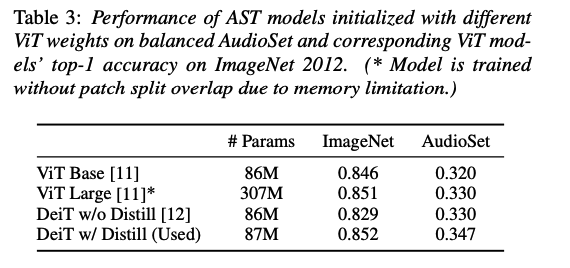 Table 3: Performance of AST models initialized with different
ViT weights on balanced AudioSet and corresponding ViT mod-
els' top-1 accuracy on ImageNet 2012. (* Model is trained
without patch split overlap due to memory limitation.)
# Params ImageNet AudioSet
ViT Base [11] 86M 0.846 0.320
ViT Large [11]* 307M 0.851 0.330
DeiT w/o Distill [12] 86M 0.829 0.330
DeiT w/ Distill (Used) 87M 0.852 0.347